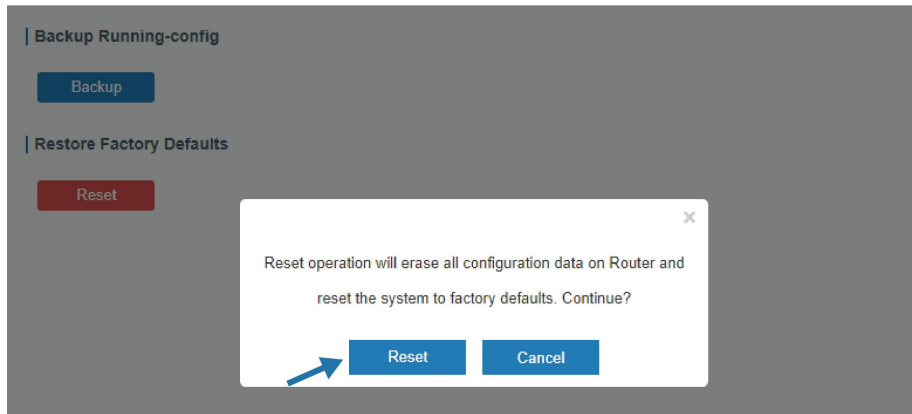 Backup Running-config
Backup
Restore Factory Defaults
Reset
×
Reset operation will erase all configuration data on Router and
reset the system to factory defaults. Continue?
Reset Cancel